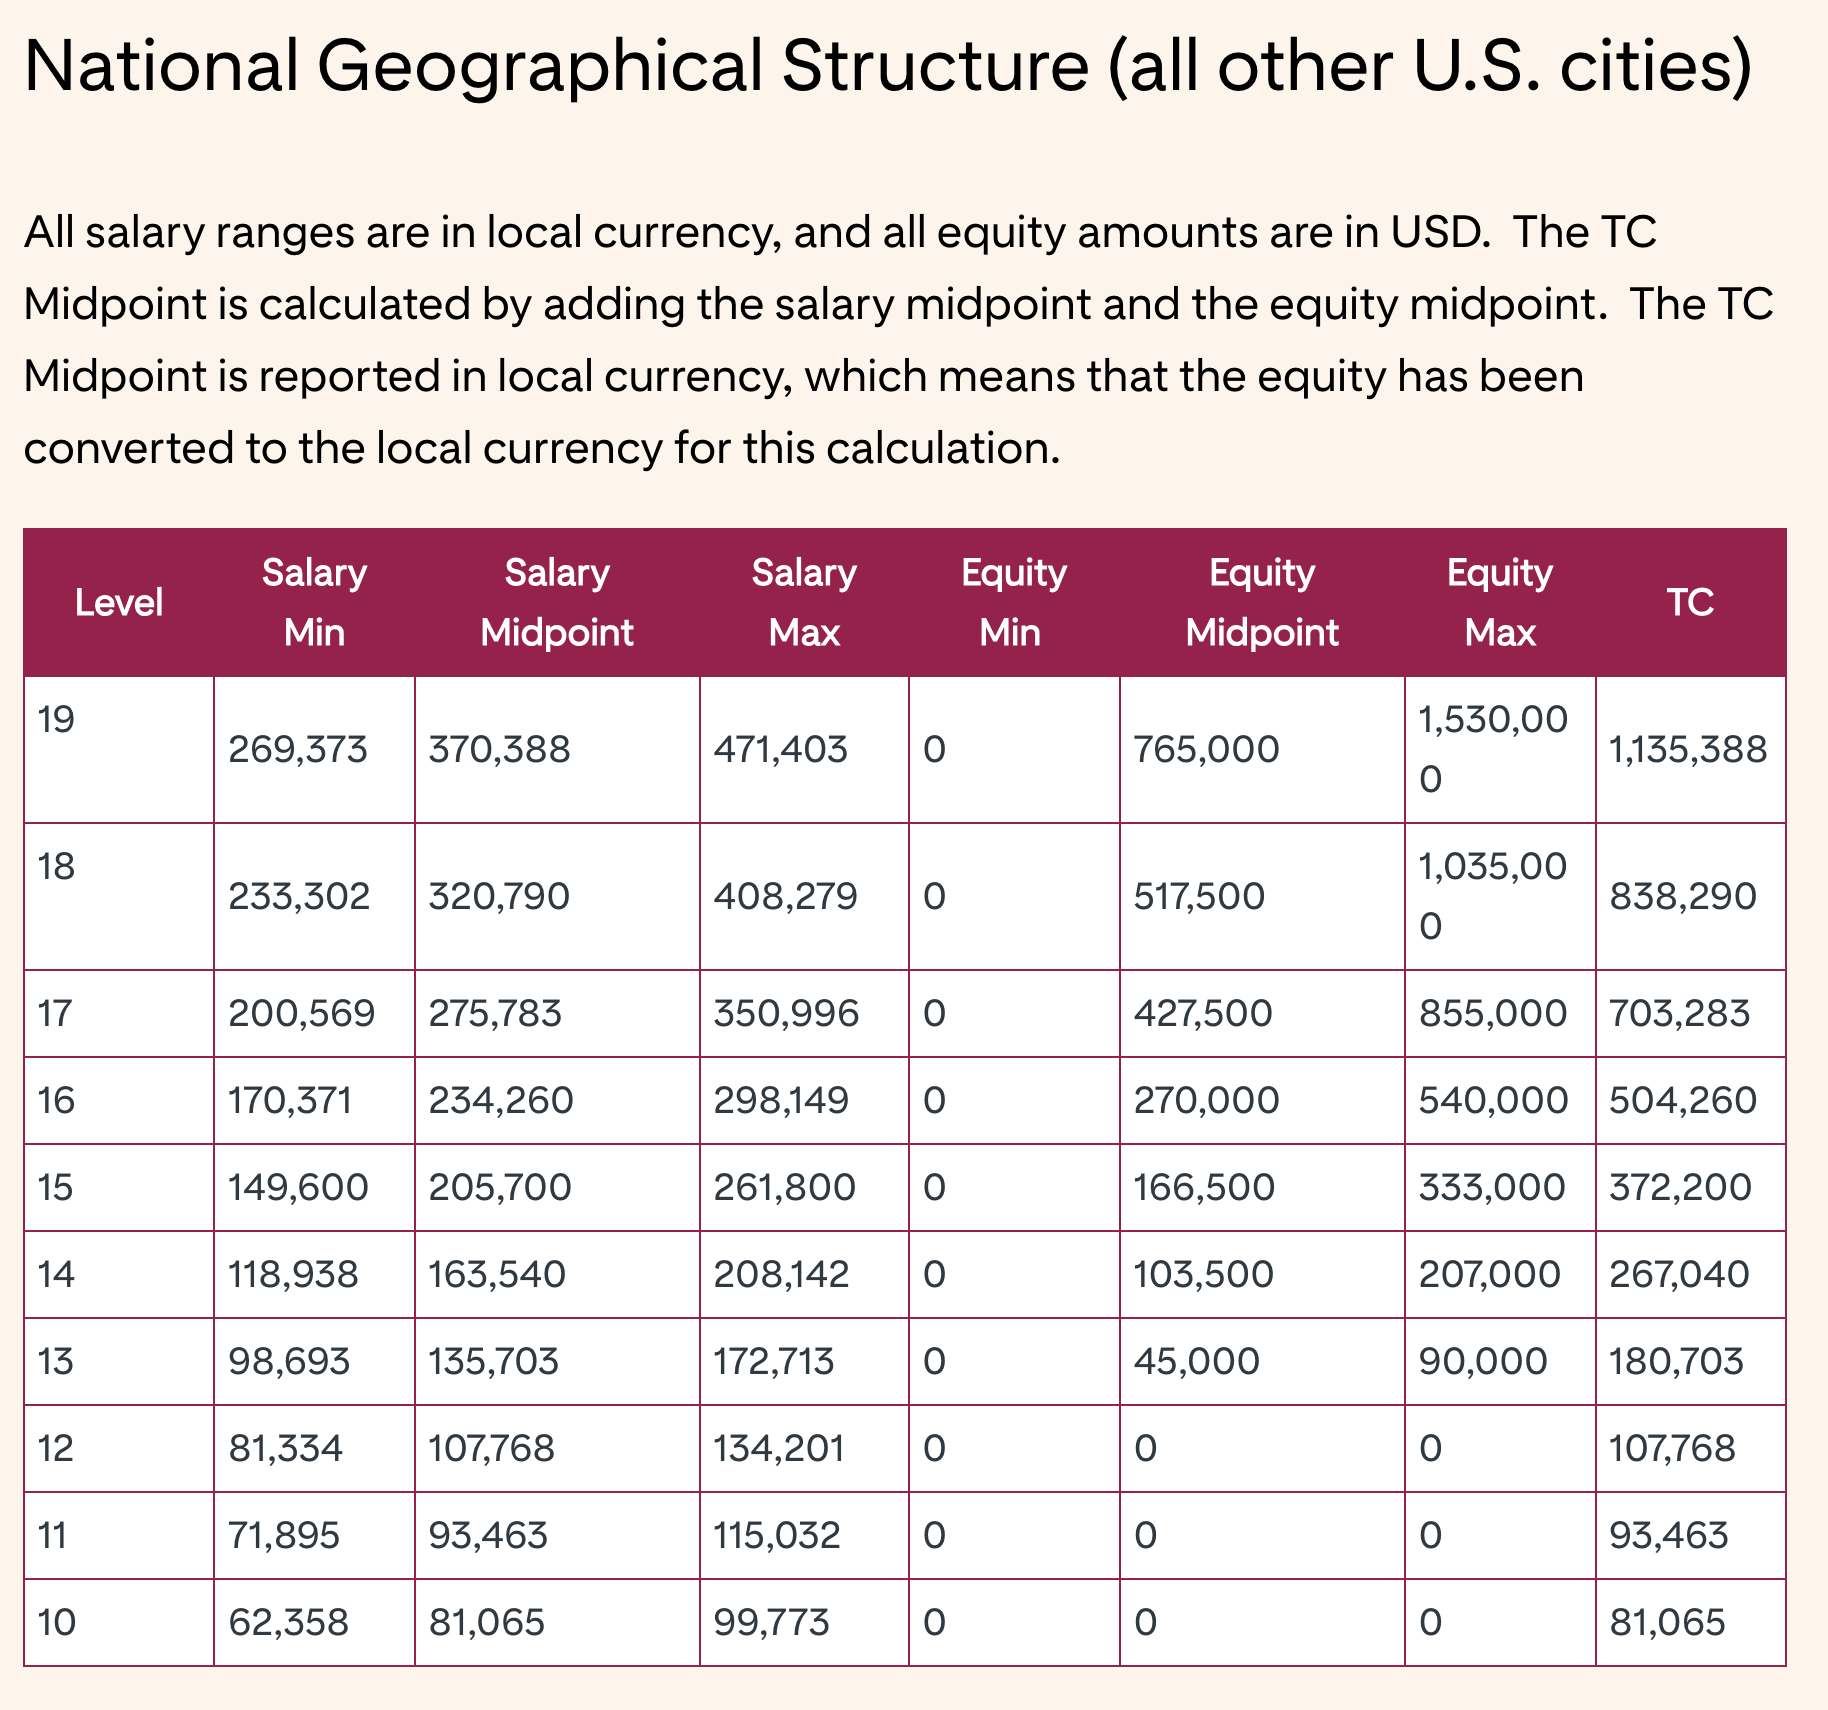 National Geographical Structure (all other U.S. cities)
All salary ranges are in local currency, and all equity amounts are in USD.  The TC
Midpoint is calculated by adding the salary midpoint and the equity midpoint.  The TC
Midpoint is reported in local currency, which means that the equity has been
converted to the local currency for this calculation.
Level Salary Min Salary Midpoint Salary Max Equity Min Equity Midpoint Equity Max TC
19 269,373 370,388 471,403 0 765,000 1,530,000 1,135,388
18 233,302 320,790 408,279 0 517,500 1,035,000 838,290
17 200,569 275,783 350,996 0 427,500 855,000 703,283
16 170,371 234,260 298,149 0 270,000 540,000 504,260
15 149,600 205,700 261,800 0 166,500 333,000 372,200
14 118,938 163,540 208,142 0 103,500 207,000 267,040
13 98,693 135,703 172,713 0 45,000 90,000 180,703
12 81,334 107,768 134,201 0 0 0 107,768
11 71,895 93,463 115,032 0 0 0 93,463
10 62,358 81,065 99,773 0 0 0 81,065